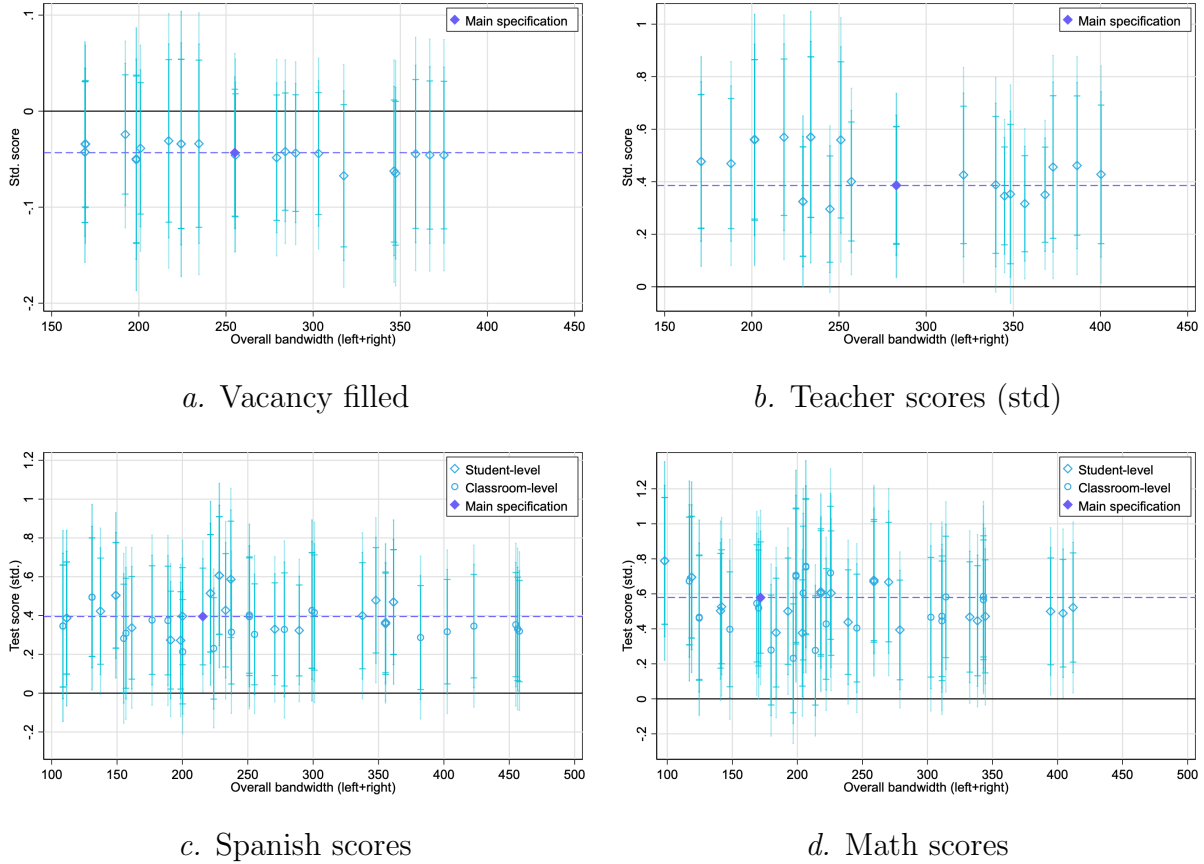 Main specification
.1
0
-.1
-.2
Std. score
150 200 250 300 350 400 450
Overall bandwidth (left+right)
a. Vacancy filled
Main specification
1
.8
.6
.4
.2
0
Std. score
150 200 250 300 350 400 450
Overall bandwidth (left+right)
b. Teacher scores (std)
Student-level
Classroom-level
Main specification
1.2
1
.8
.6
.4
.2
0
-.2
Test score (std.)
100 150 200 250 300 350 400 450 500
Overall bandwidth (left+right)
c. Spanish scores
Student-level
Classroom-level
Main specification
1.2
1
.8
.6
.4
.2
0
-.2
Test score (std.)
100 150 200 250 300 350 400 450 500
Overall bandwidth (left+right)
d. Math scores